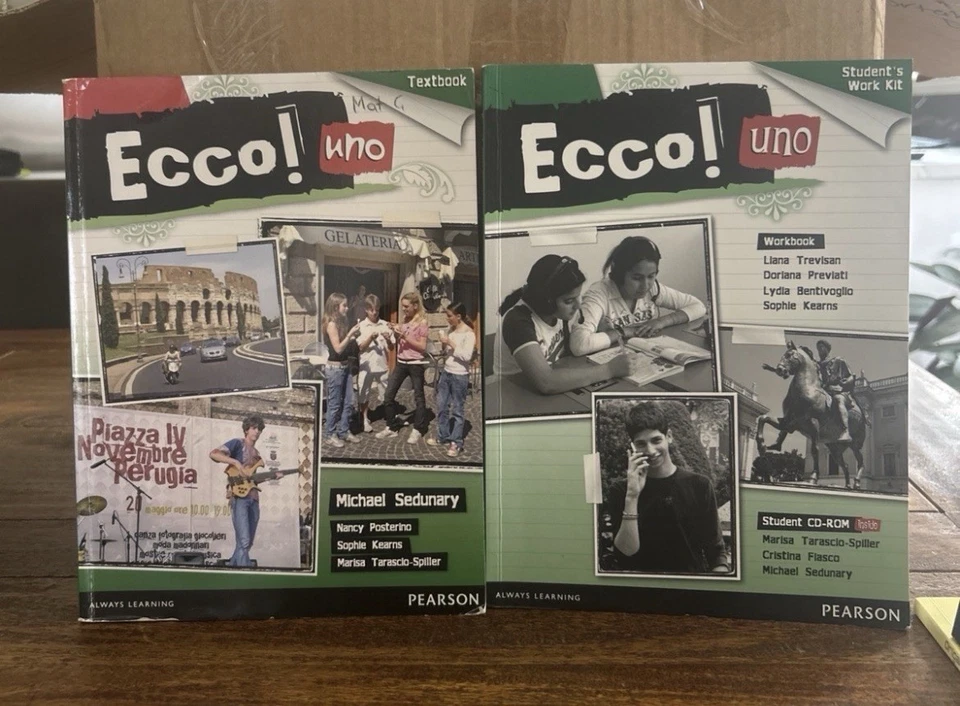 Textbook
Mat G
Ecco! uno
GELATERIA
Piazza IV
Novembre
Perugia
Michael Sedunary
Nancy Posterino
Sophie Kearns
Marisa Tarascio-Spiller
ALWAYS LEARNING
PEARSON
Student's
Work Kit
Ecco! uno
Workbook
Liana Trevisan
Doriana Previati
Lydia Bentivoglio
Sophie Kearns
Student CD-ROM Inside
Marisa Tarascio-Spiller
Cristina Fiasco
Michael Sedunary
ALWAYS LEARNING
PEARSON